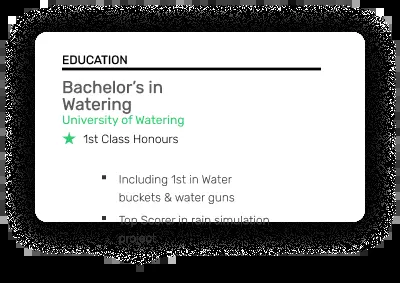 EDUCATION
Bachelor's in
Watering
University of Watering
1st Class Honours
Including 1st in Water
buckets & water guns
Top Scorer in rain simulation
project